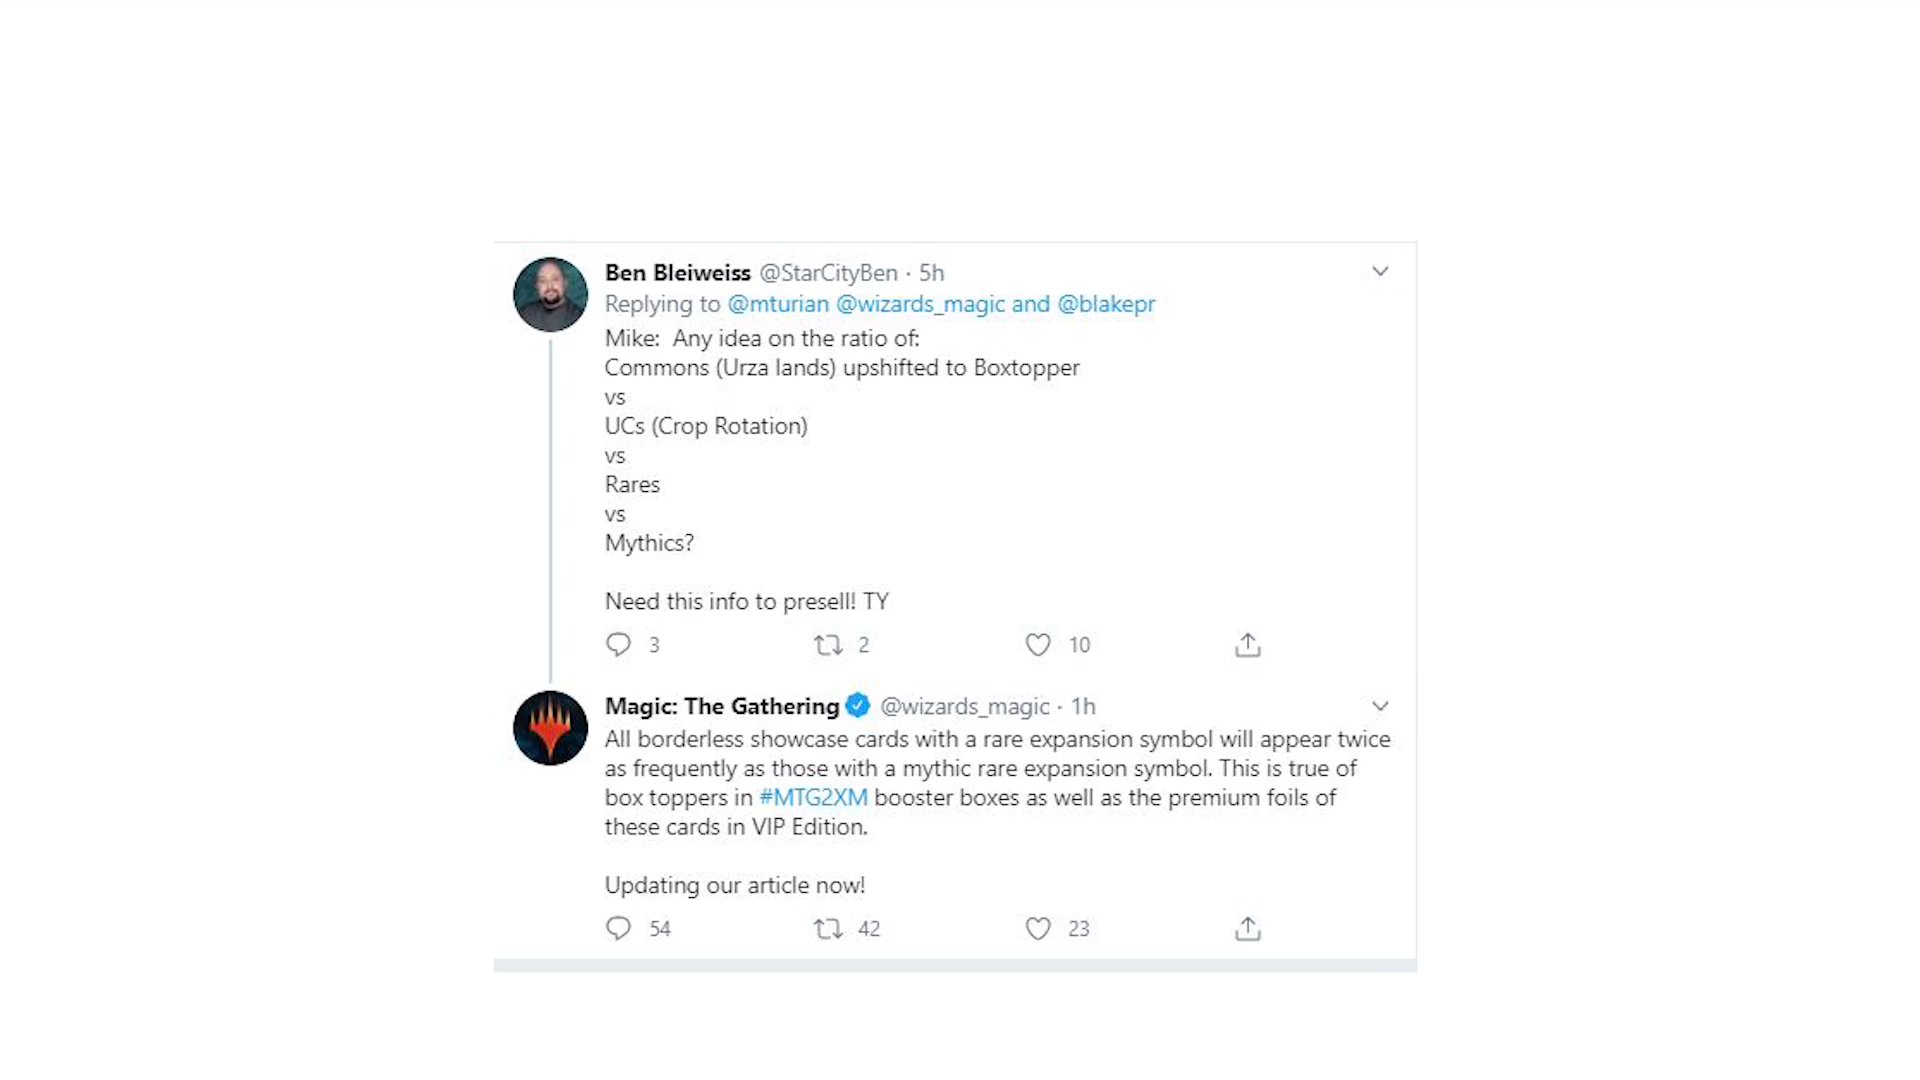 Ben Bleiweiss @StarCityBen · 5h
Replying to @mturian @wizards_magic and @blakepr
Mike:  Any idea on the ratio of:
Commons (Urza lands) upshifted to Boxtopper
vs
UCs (Crop Rotation)
vs
Rares
vs
Mythics?
Need this info to presell! TY
3 2 10
Magic: The Gathering @wizards_magic · 1h
All borderless showcase cards with a rare expansion symbol will appear twice
as frequently as those with a mythic rare expansion symbol. This is true of
box toppers in #MTG2XM booster boxes as well as the premium foils of
these cards in VIP Edition.
Updating our article now!
54 42 23